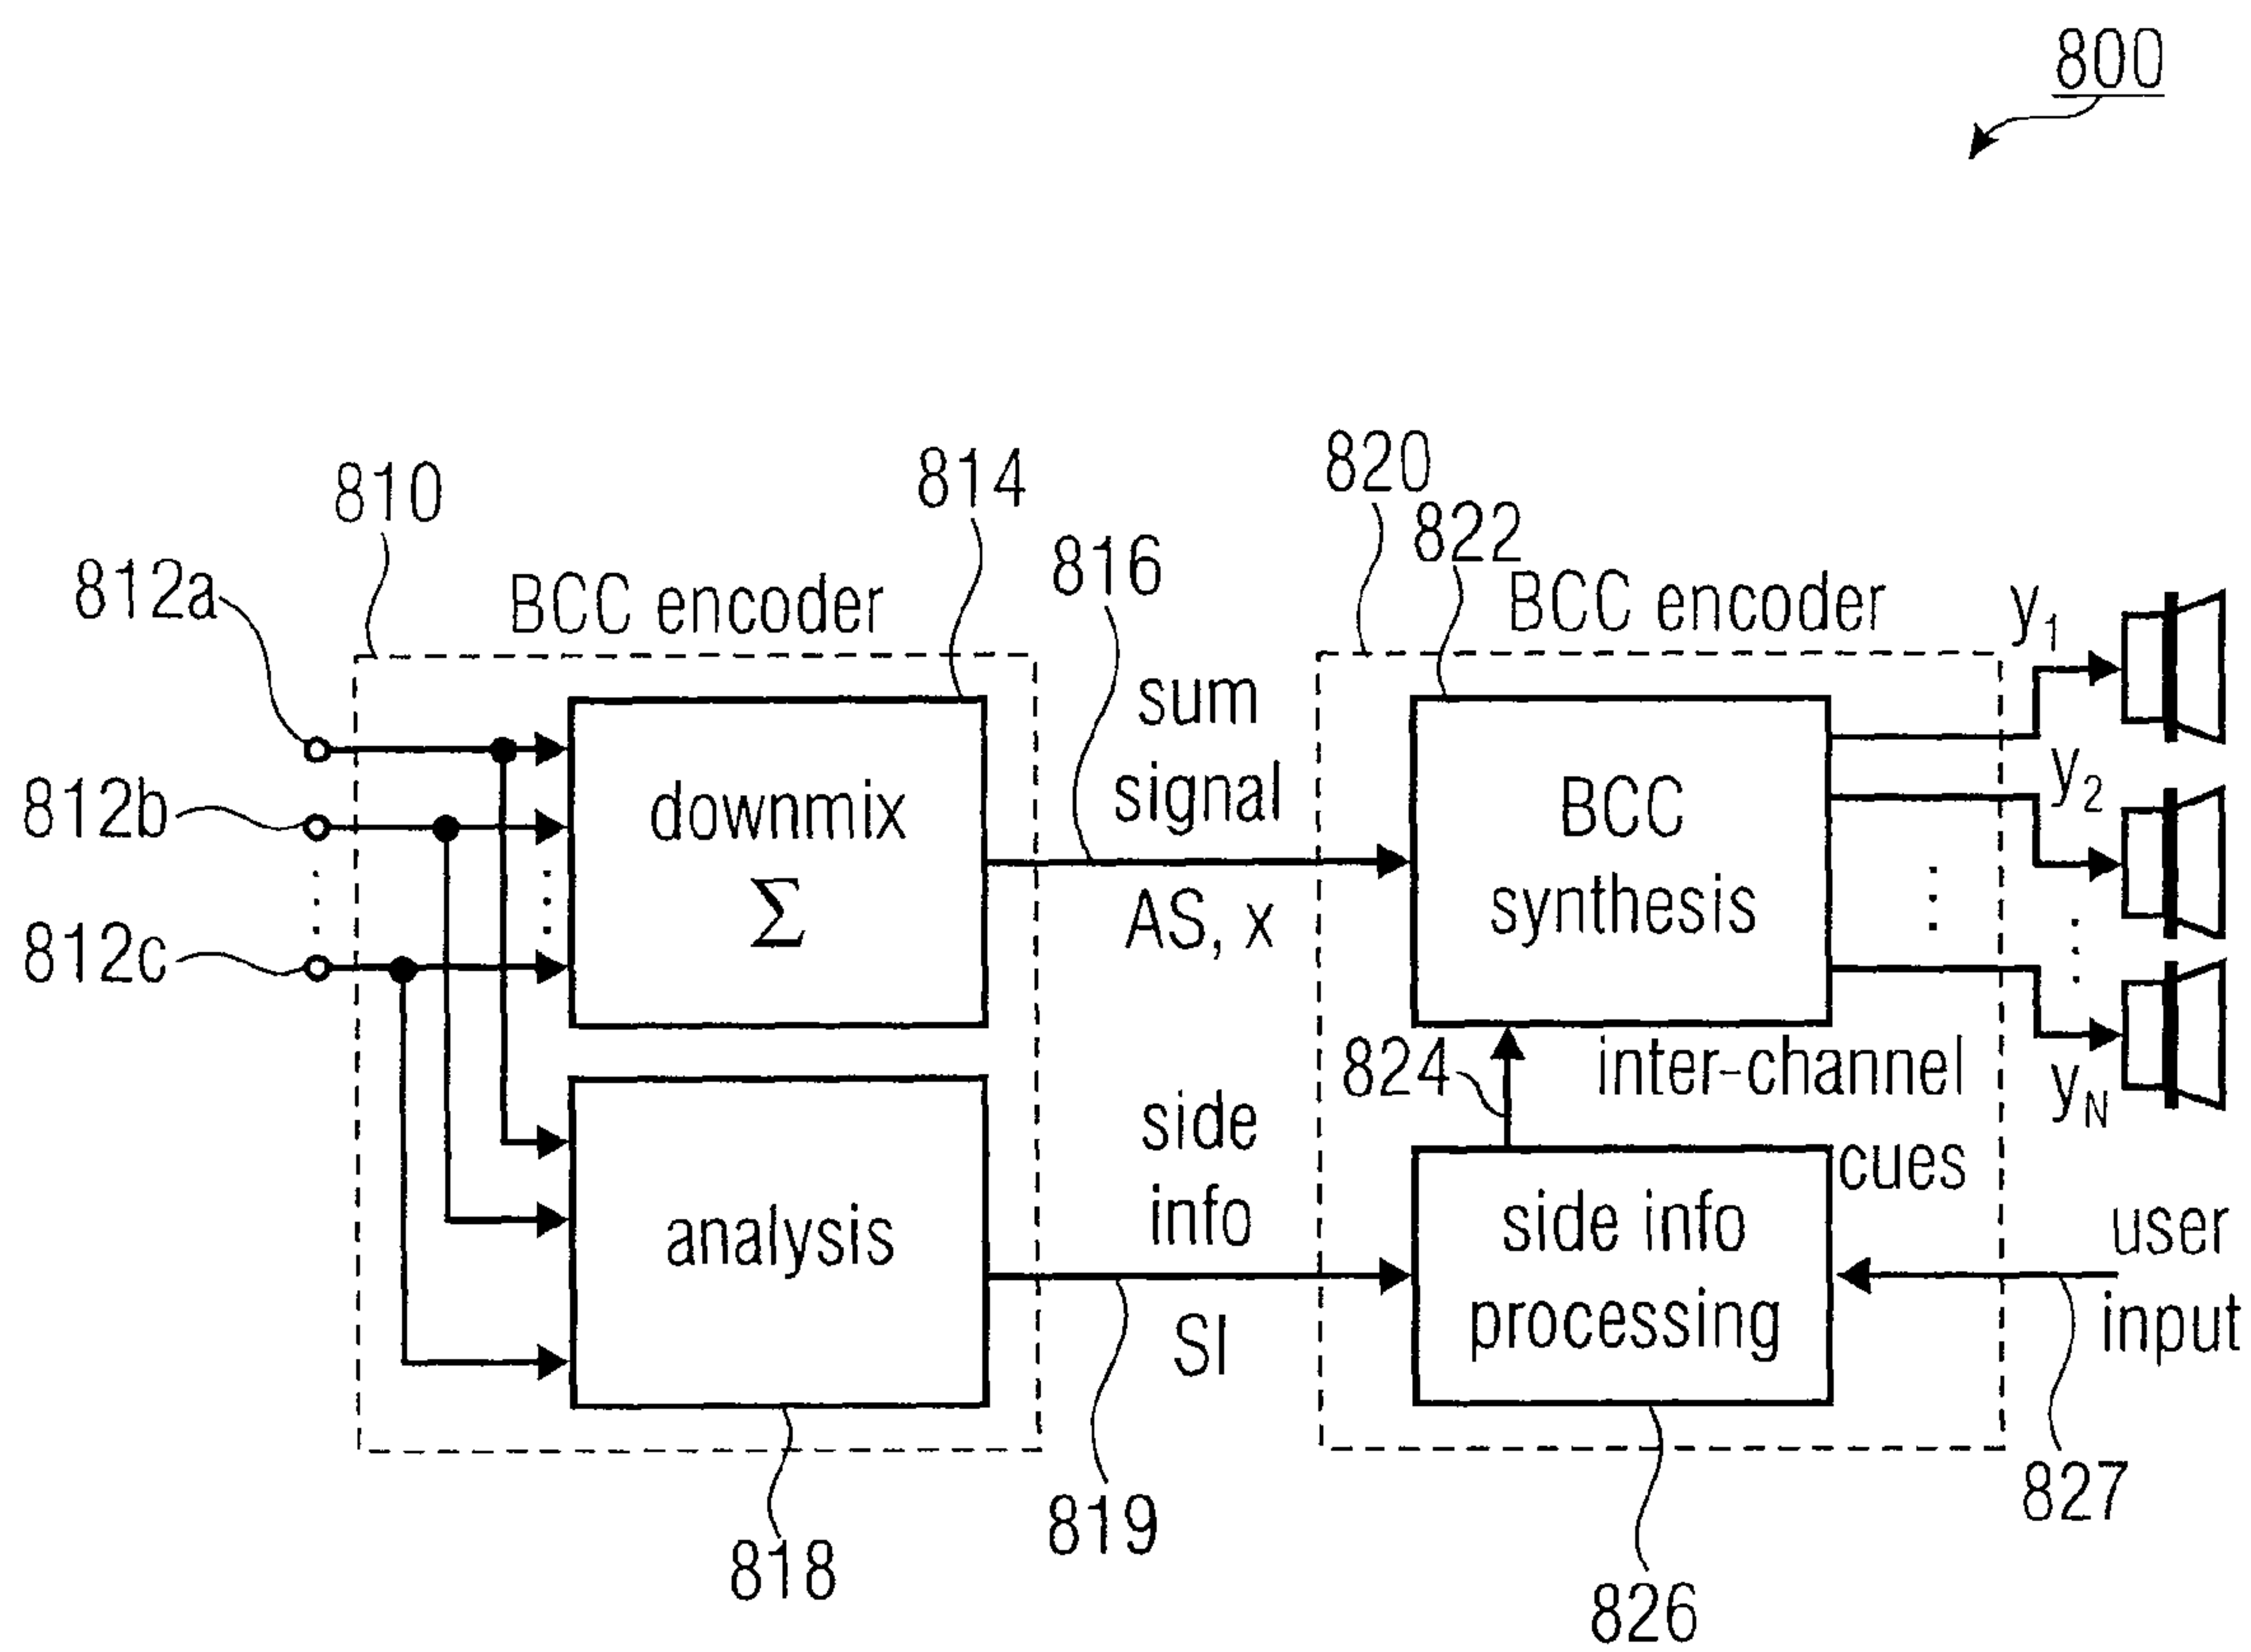 800
810
814
820
822
812a
BCC encoder
816
BCC encoder
y1
sum
signal
812b
downmix
Σ
BCC
synthesis
y2
812c
AS, x
824
inter-channel
cues
yN
side
info
analysis
side info
processing
user
input
SI
818
819
826
827